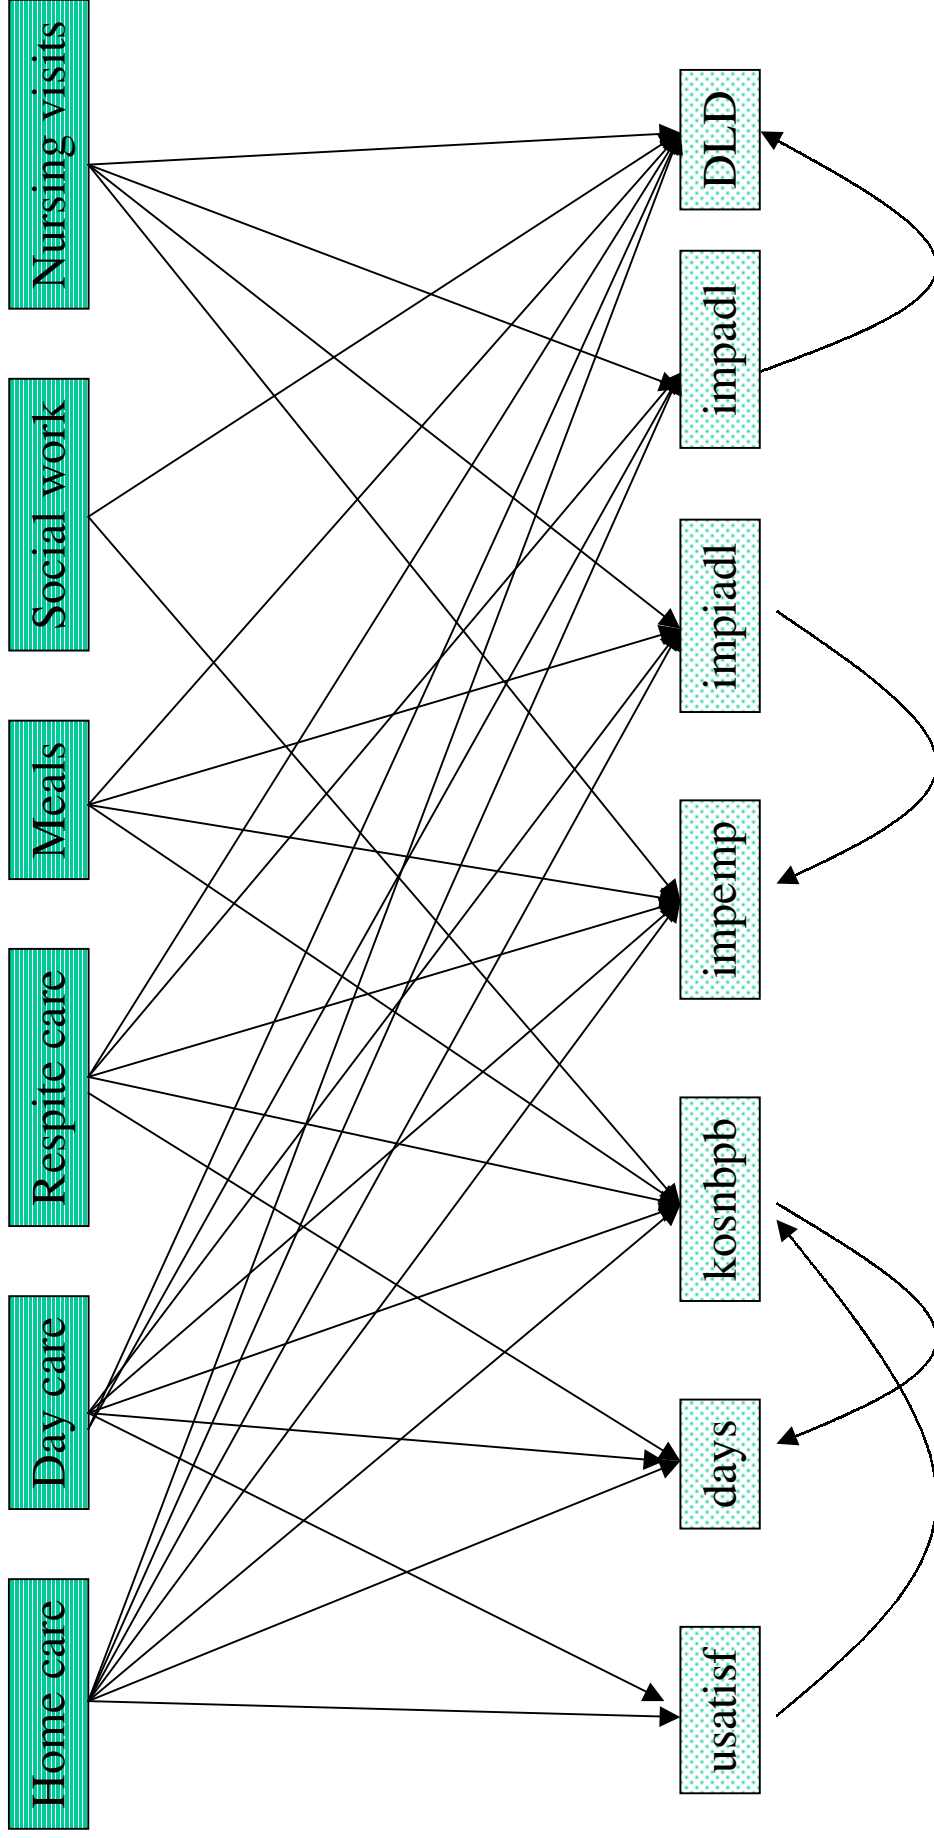 Home care
Day care
Respite care
Meals
Social work
Nursing visits
usatisf
days
kosnbpb
impemp
impiadl
impadl
DLD